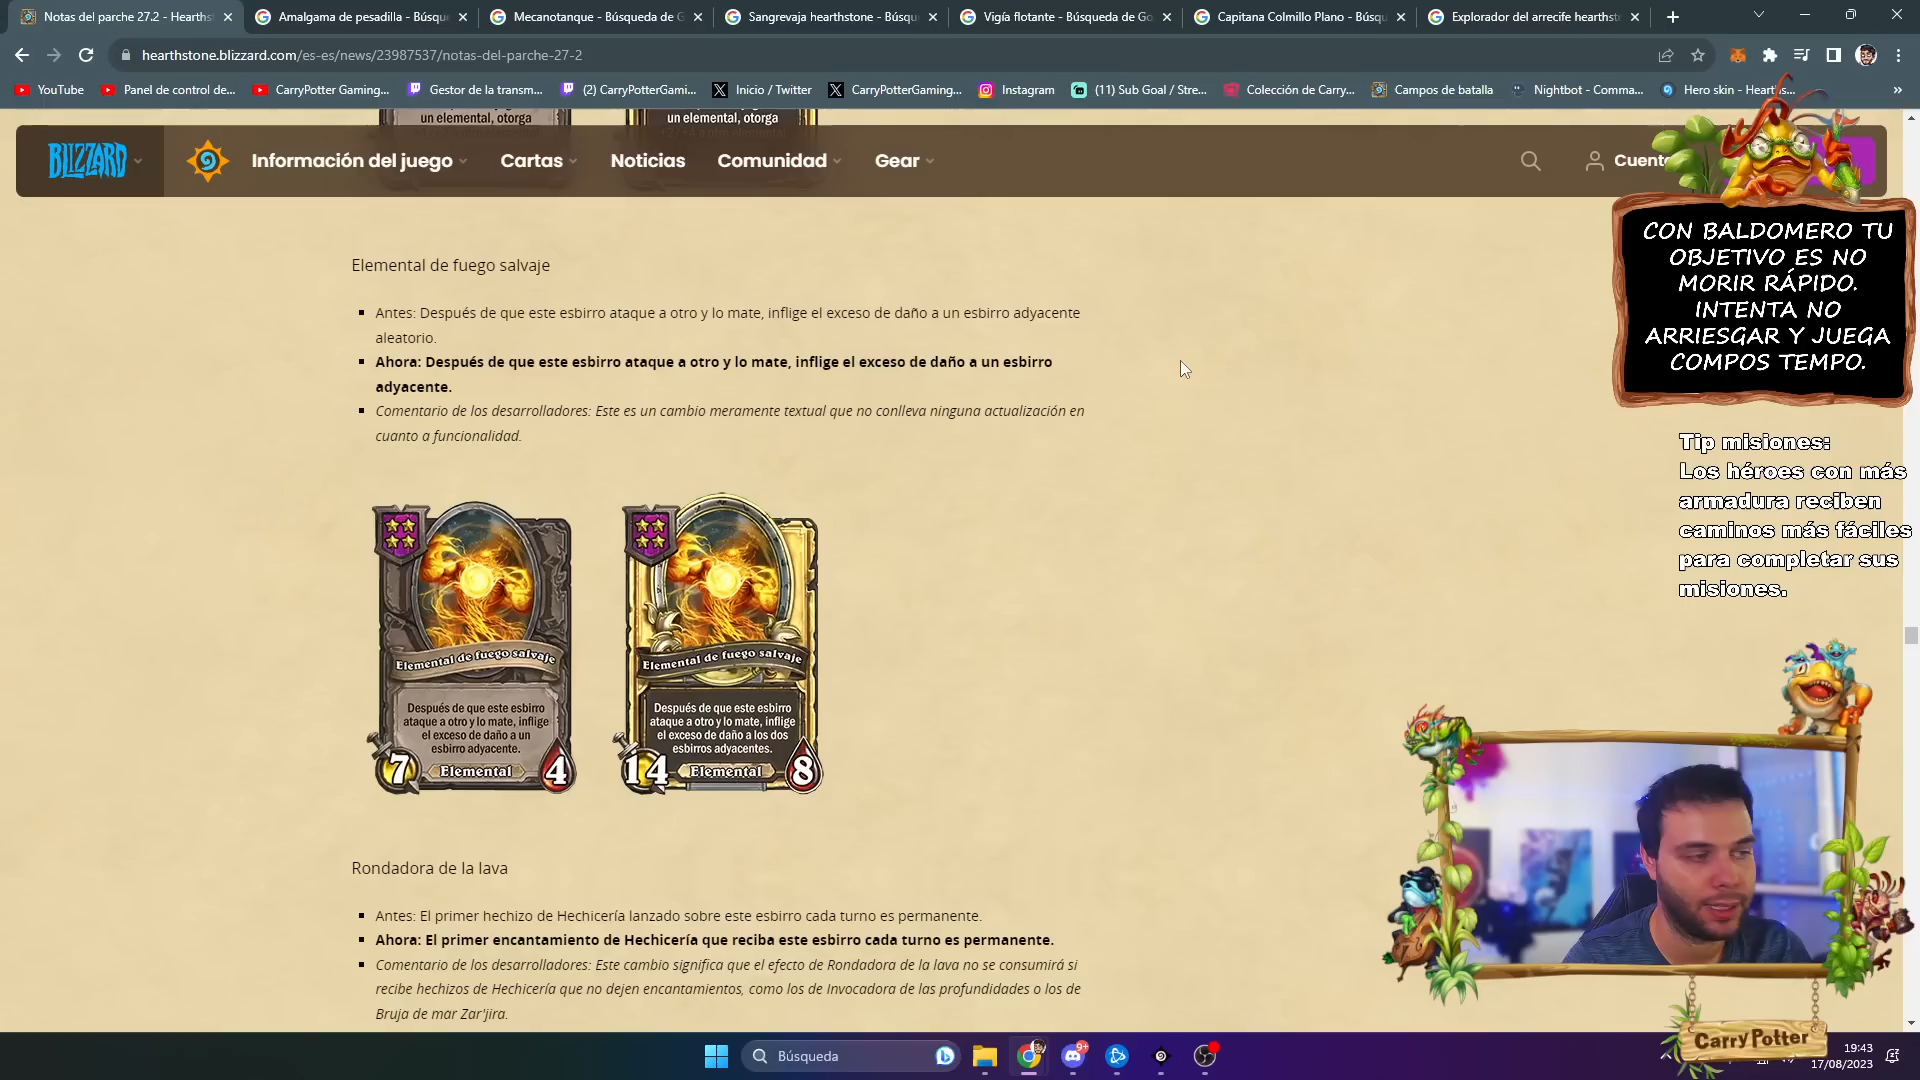 Notas del parche 27.2 - Hearths
Amalgama de pesadilla - Búsqu
Mecanotanque - Búsqueda de G
Sangrevaja hearthstone - Búsqu
Vigía flotante - Búsqueda de Go
Capitana Colmillo Plano - Búsqu
Explorador del arrecife hearthst
hearthstone.blizzard.com/es-es/news/23987537/notas-del-parche-27-2
YouTube
Panel de control de...
CarryPotter Gaming...
Gestor de la transm...
(2) CarryPotterGami...
Inicio / Twitter
CarryPotterGaming...
Instagram
(11) Sub Goal / Stre...
Colección de Carry...
Campos de batalla
Nightbot - Comma...
Hero skin - Hearths...
un elemental, otorga
un elemental, otorga
BLIZZARD
Información del juego
Cartas
Noticias
Comunidad
Gear
Cuenta
Elemental de fuego salvaje
Antes: Después de que este esbirro ataque a otro y lo mate, inflige el exceso de daño a un esbirro adyacente
aleatorio.
Ahora: Después de que este esbirro ataque a otro y lo mate, inflige el exceso de daño a un esbirro
adyacente.
Comentario de los desarrolladores: Este es un cambio meramente textual que no conlleva ninguna actualización en
cuanto a funcionalidad.
Elemental de fuego salvaje
Después de que este esbirro
ataque a otro y lo mate, inflige
el exceso de daño a un
esbirro adyacente.
7
Elemental
4
Elemental de fuego salvaje
Después de que este esbirro
ataque a otro y lo mate, inflige
el exceso de daño a los dos
esbirros adyacentes.
14
Elemental
8
Rondadora de la lava
Antes: El primer hechizo de Hechicería lanzado sobre este esbirro cada turno es permanente.
Ahora: El primer encantamiento de Hechicería que reciba este esbirro cada turno es permanente.
Comentario de los desarrolladores: Este cambio significa que el efecto de Rondadora de la lava no se consumirá si
recibe hechizos de Hechicería que no dejen encantamientos, como los de Invocadora de las profundidades o los de
Bruja de mar Zar'jira.
CON BALDOMERO TU
OBJETIVO ES NO
MORIR RÁPIDO.
INTENTA NO
ARRIESGAR Y JUEGA
COMPOS TEMPO.
Tip misiones:
Los héroes con más
armadura reciben
caminos más fáciles
para completar sus
misiones.
CarryPotter
Búsqueda
9+
19:43
17/08/2023